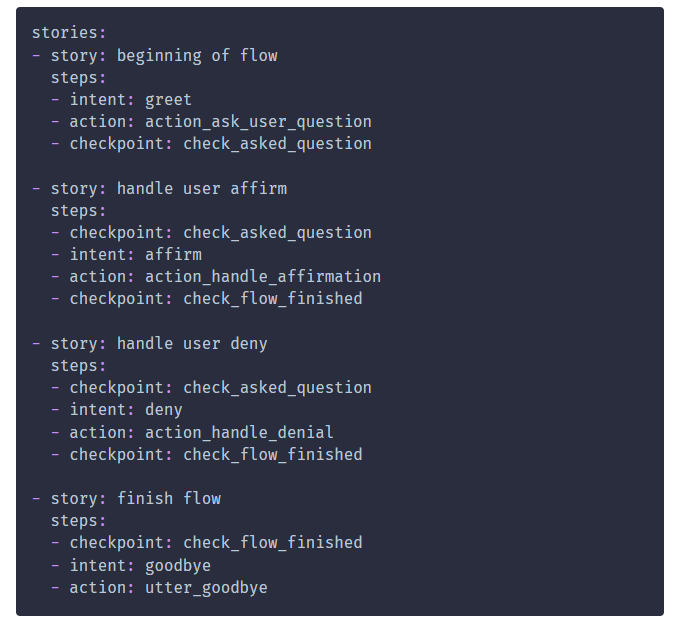 stories:
- story: beginning of flow
  steps:
  - intent: greet
  - action: action_ask_user_question
  - checkpoint: check_asked_question

- story: handle user affirm
  steps:
  - checkpoint: check_asked_question
  - intent: affirm
  - action: action_handle_affirmation
  - checkpoint: check_flow_finished

- story: handle user deny
  steps:
  - checkpoint: check_asked_question
  - intent: deny
  - action: action_handle_denial
  - checkpoint: check_flow_finished

- story: finish flow
  steps:
  - checkpoint: check_flow_finished
  - intent: goodbye
  - action: utter_goodbye